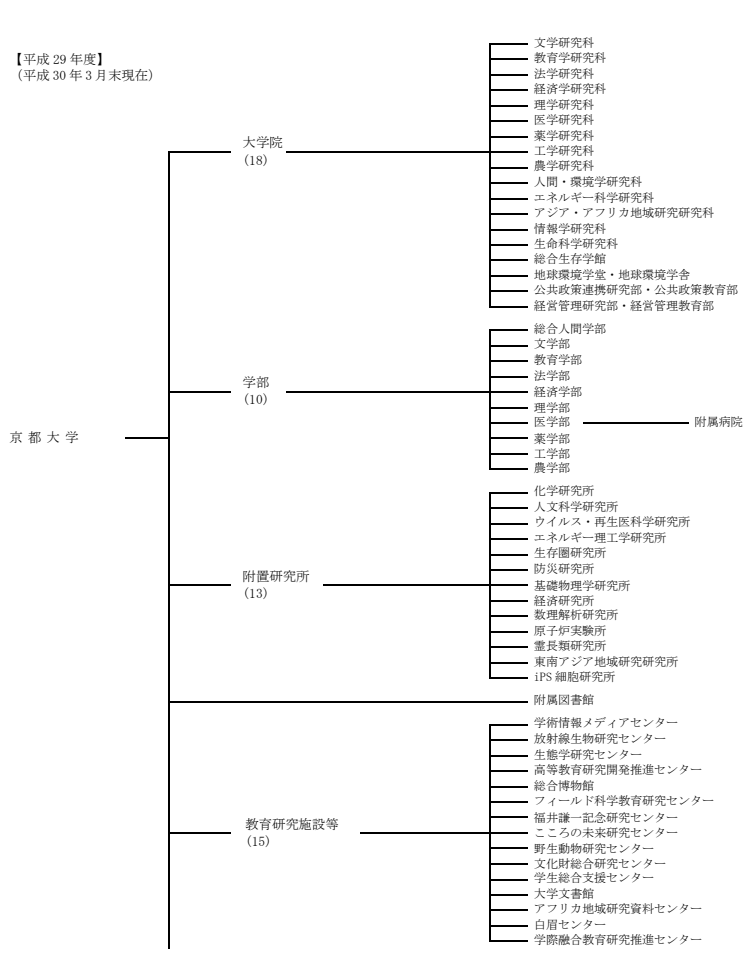 【平成 29 年度】
（平成 30 年 3 月末現在）
京都大学
大学院
(18)
文学研究科
教育学研究科
法学研究科
経済学研究科
理学研究科
医学研究科
薬学研究科
工学研究科
農学研究科
人間・環境学研究科
エネルギー科学研究科
アジア・アフリカ地域研究研究科
情報学研究科
生命科学研究科
総合生存学館
地球環境学堂・地球環境学舎
公共政策連携研究部・公共政策教育部
経営管理研究部・経営管理教育部
学部
(10)
総合人間学部
文学部
教育学部
法学部
経済学部
理学部
医学部
附属病院
薬学部
工学部
農学部
附置研究所
(13)
化学研究所
人文科学研究所
ウイルス・再生医科学研究所
エネルギー理工学研究所
生存圏研究所
防災研究所
基礎物理学研究所
経済研究所
数理解析研究所
原子炉実験所
霊長類研究所
東南アジア地域研究研究所
iPS 細胞研究所
附属図書館
教育研究施設等
(15)
学術情報メディアセンター
放射線生物研究センター
生態学研究センター
高等教育研究開発推進センター
総合博物館
フィールド科学教育研究センター
福井謙一記念研究センター
こころの未来研究センター
野生動物研究センター
文化財総合研究センター
学生総合支援センター
大学文書館
アフリカ地域研究資料センター
白眉センター
学際融合教育研究推進センター